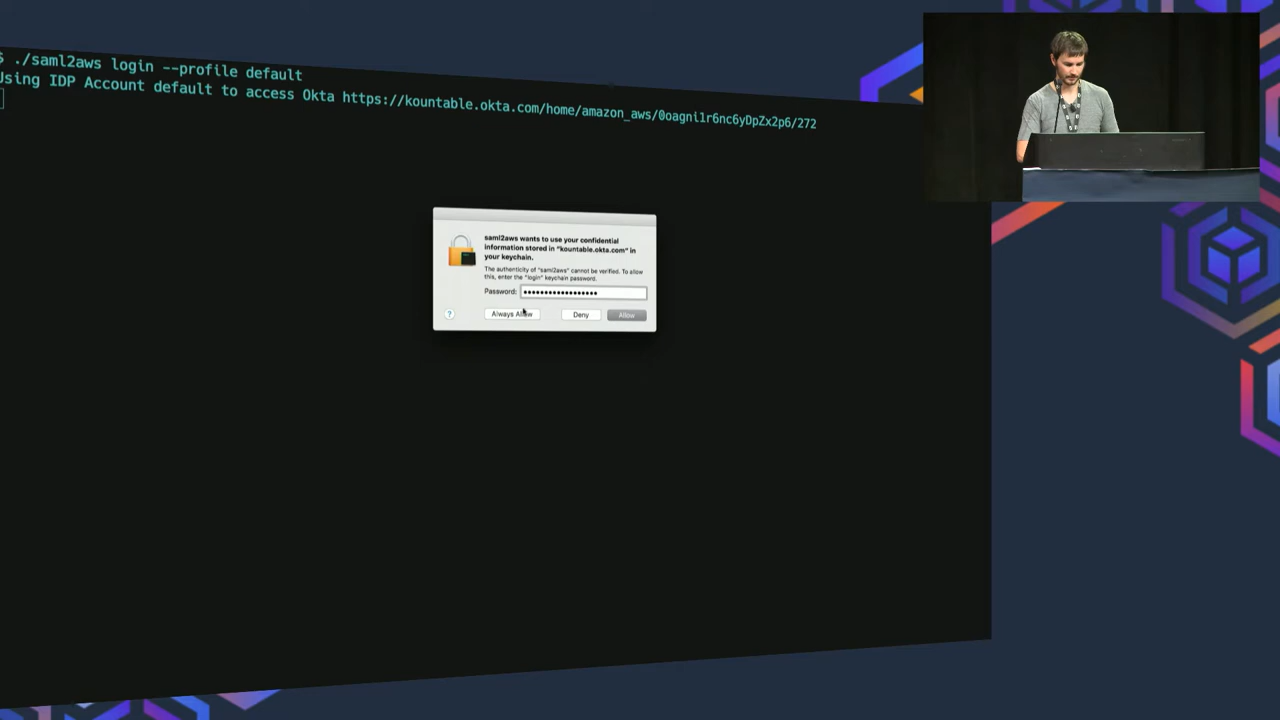 $ ./saml2aws login --profile default
Using IDP Account default to access Okta https://kountable.okta.com/home/amazon_aws/0oagni1r6nc6yDpZx2p6/272
saml2aws wants to use your confidential
information stored in "kountable.okta.com" in
your keychain.
The authenticity of "saml2aws" cannot be verified. To allow
this, enter the "login" keychain password.
Password: ••••••••••••••••••
? Always Allow Deny Allow